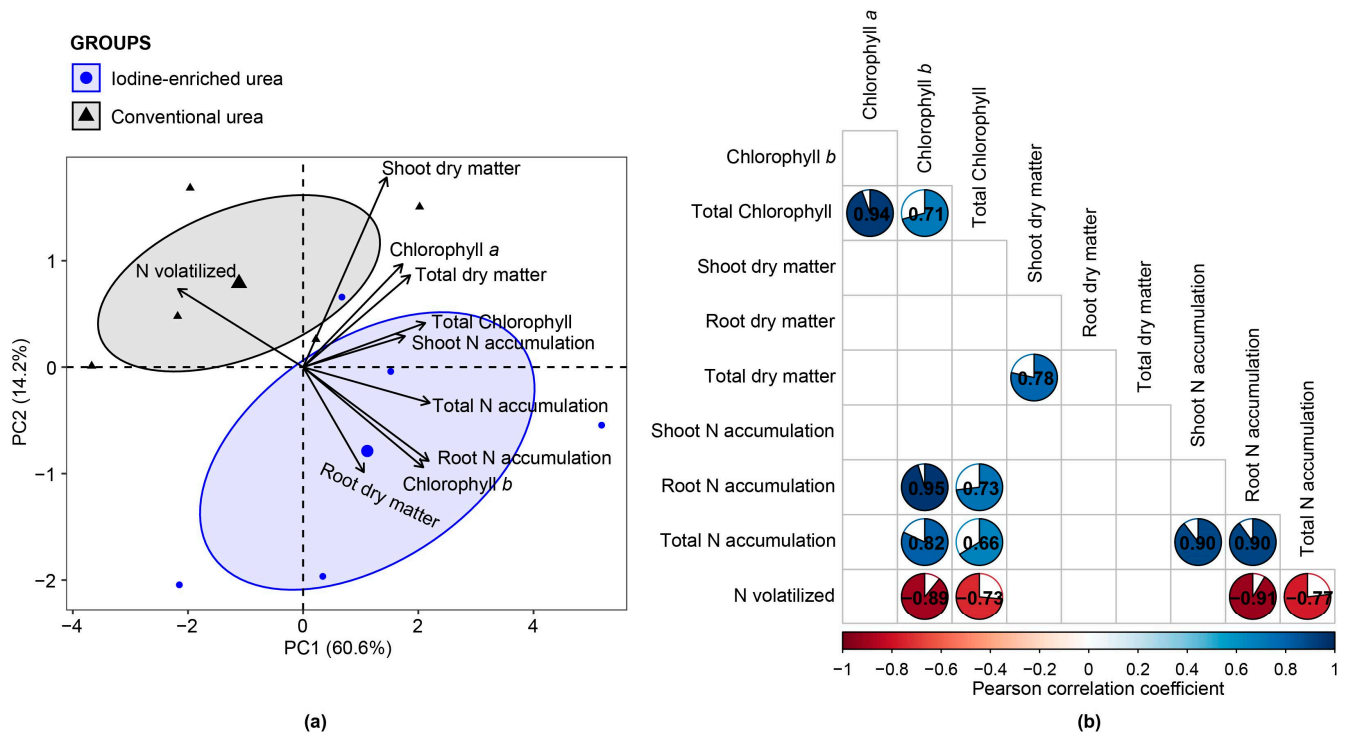 GROUPS
Iodine-enriched urea
Conventional urea
Shoot dry matter
Chlorophyll a
Total dry matter
N volatilized
Total Chlorophyll
Shoot N accumulation
Total N accumulation
Root N accumulation
Chlorophyll b
Root dry matter
1
0
−1
−2
PC2 (14.2%)
−4 −2 0 2 4
PC1 (60.6%)
(a)
Chlorophyll a
Chlorophyll b
Total Chlorophyll
Shoot dry matter
Root dry matter
Total dry matter
Shoot N accumulation
Root N accumulation
Total N accumulation
Chlorophyll b
Total Chlorophyll 0.94 0.71
Shoot dry matter
Root dry matter
Total dry matter 0.78
Shoot N accumulation
Root N accumulation 0.95 0.73
Total N accumulation 0.82 0.66 0.90 0.90
N volatilized −0.89 −0.73 −0.91 −0.77
−1 −0.8 −0.6 −0.4 −0.2 0 0.2 0.4 0.6 0.8 1
Pearson correlation coefficient
(b)